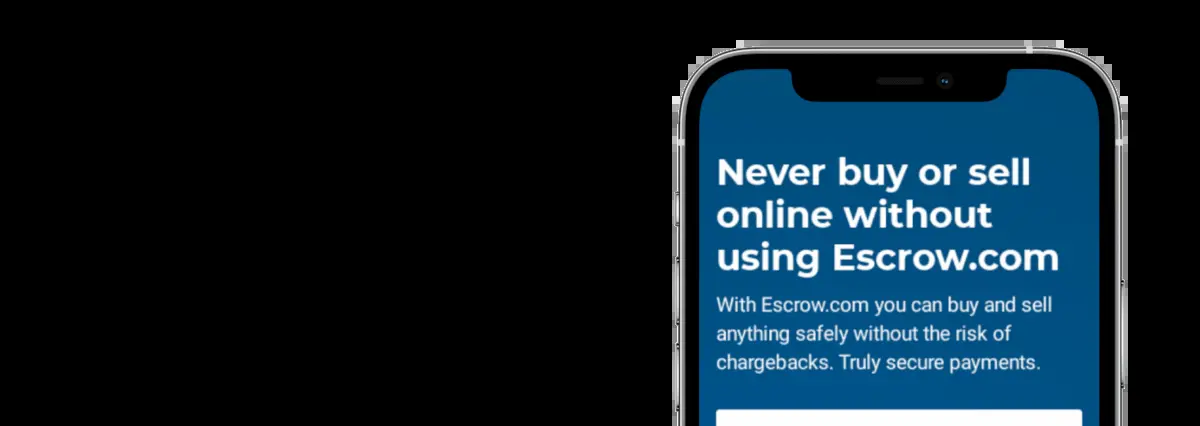 Never buy or sell
online without
using Escrow.com
With Escrow.com you can buy and sell
anything safely without the risk of
chargebacks. Truly secure payments.